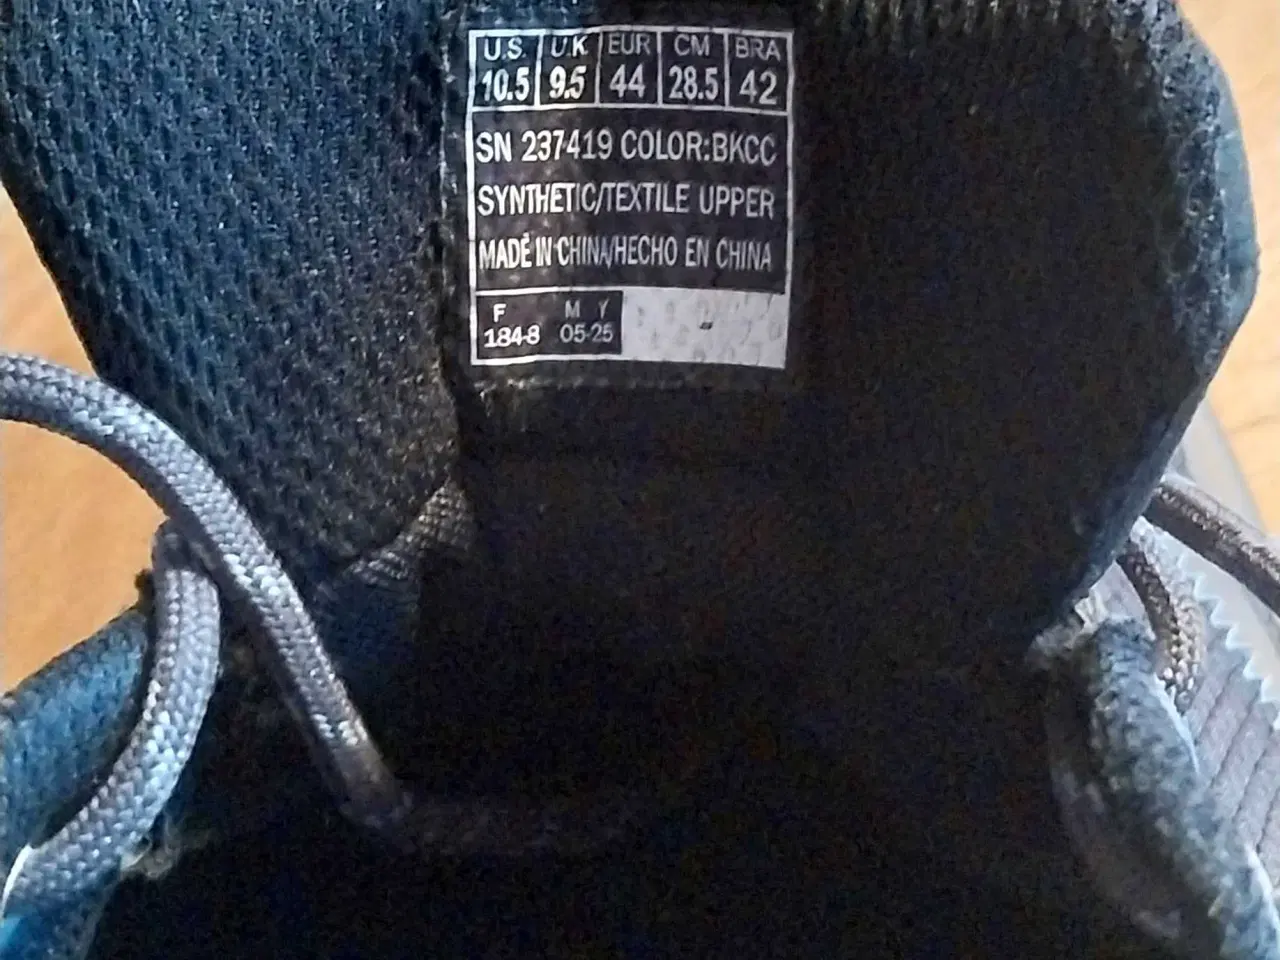 U.S. U.K EUR CM BRA
10.5 9.5 44 28.5 42
SN 237419 COLOR:BKCC
SYNTHETIC/TEXTILE UPPER
MADE IN CHINA/HECHO EN CHINA
F M Y
184-8 05-25